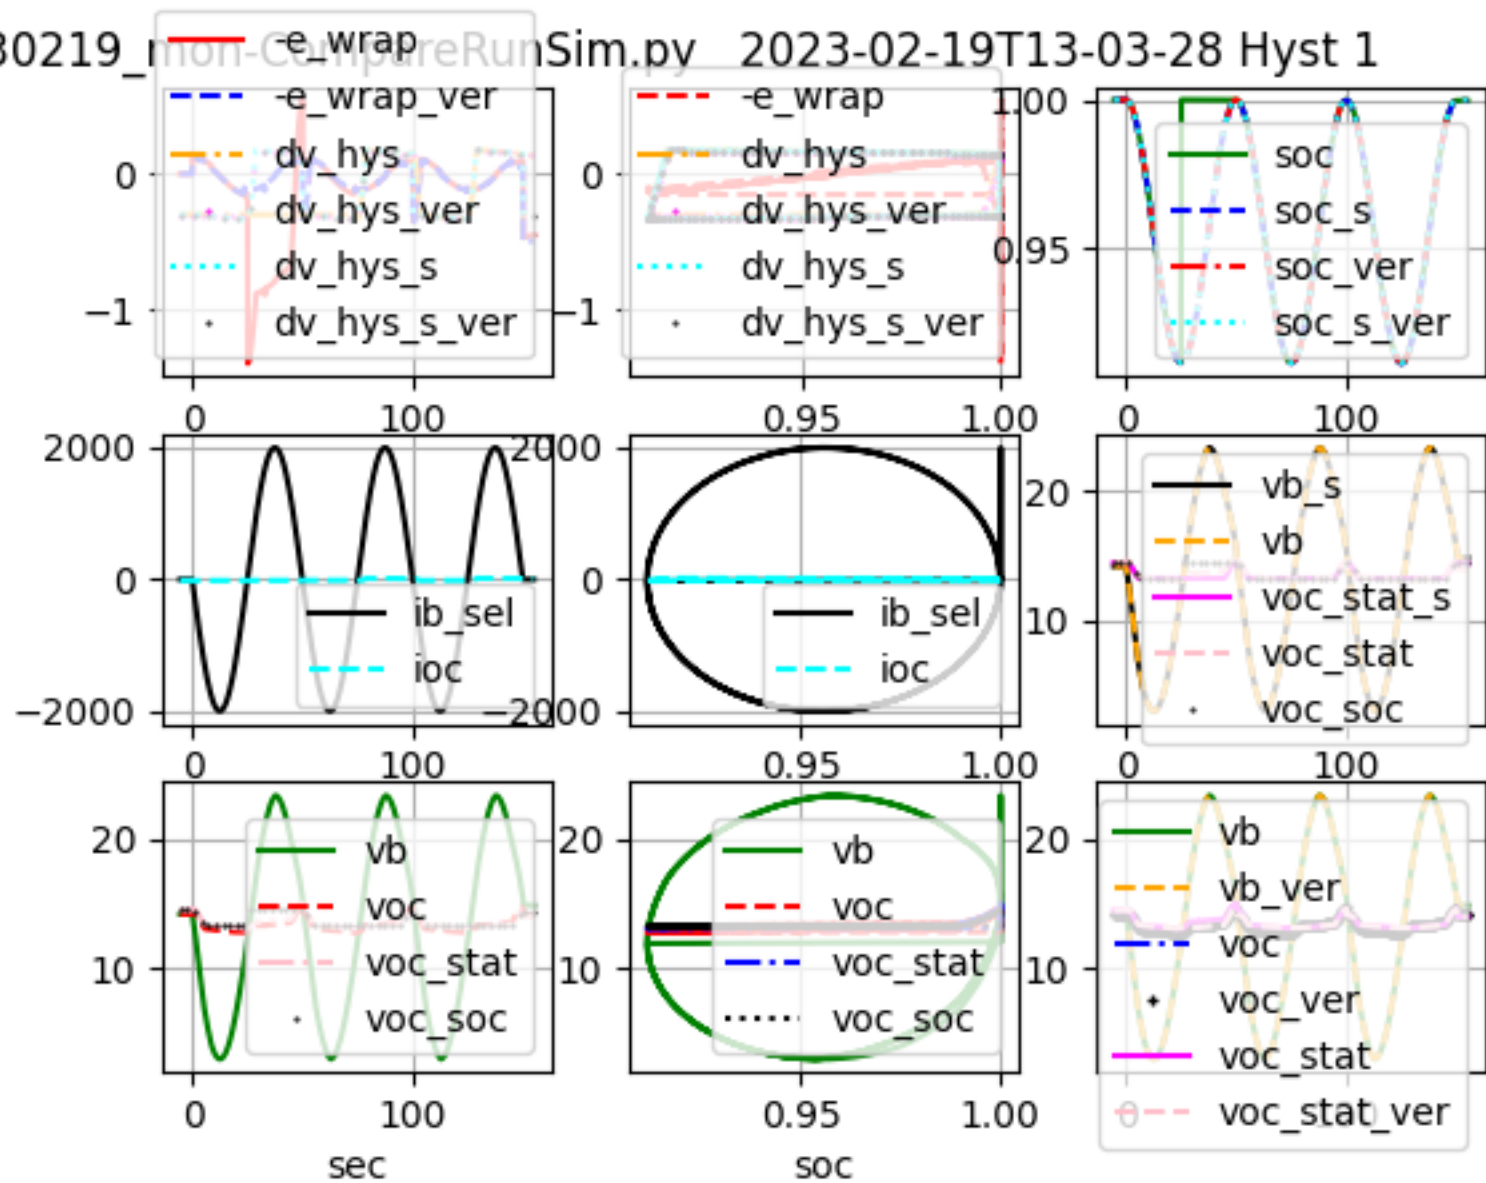 30219_mon-CompareRunSim.py 2023-02-19T13-03-28 Hyst 1
-e_wrap
-e_wrap_ver
dv_hys
dv_hys_ver
dv_hys_s
dv_hys_s_ver
0
−1
0
100
-e_wrap
dv_hys
dv_hys_ver
dv_hys_s
dv_hys_s_ver
0
−1
0.95
1.00
soc
soc_s
soc_ver
soc_s_ver
1.00
0.95
0
100
2000
0
−2000
ib_sel
ioc
0
100
2000
0
−2000
ib_sel
ioc
0.95
1.00
20
10
vb_s
vb
voc_stat_s
voc_stat
voc_soc
0
100
20
10
vb
voc
voc_stat
voc_soc
0
100
sec
20
10
vb
voc
voc_stat
voc_soc
0.95
1.00
soc
20
10
vb
vb_ver
voc
voc_ver
voc_stat
voc_stat_ver
0